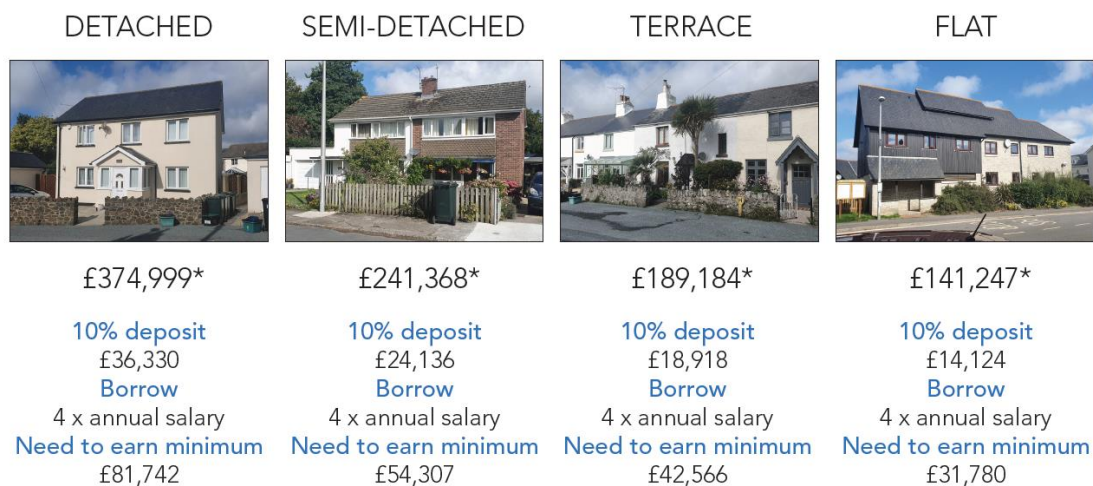 DETACHED
£374,999*
10% deposit
£36,330
Borrow
4 x annual salary
Need to earn minimum
£81,742
SEMI-DETACHED
£241,368*
10% deposit
£24,136
Borrow
4 x annual salary
Need to earn minimum
£54,307
TERRACE
£189,184*
10% deposit
£18,918
Borrow
4 x annual salary
Need to earn minimum
£42,566
FLAT
£141,247*
10% deposit
£14,124
Borrow
4 x annual salary
Need to earn minimum
£31,780